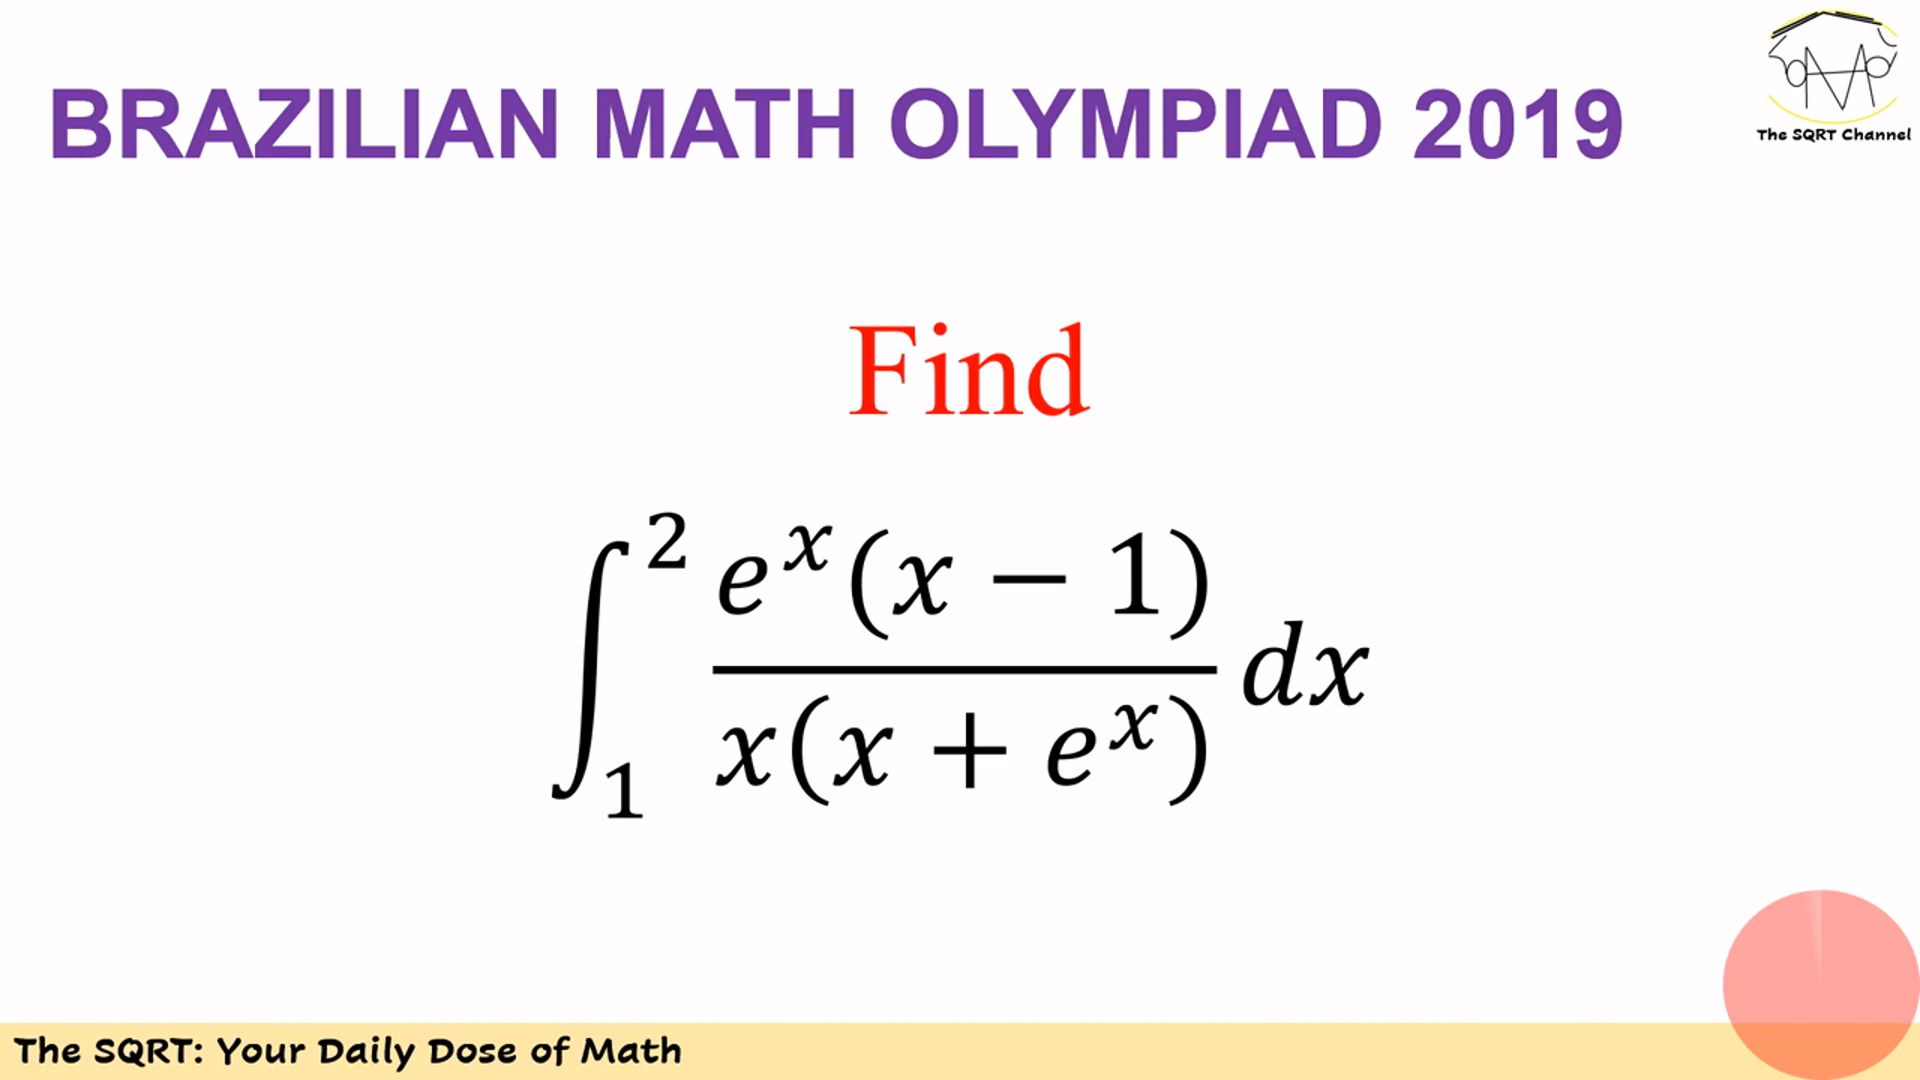 BRAZILIAN MATH OLYMPIAD 2019
The SQRT Channel
Find
∫₁² eˣ(x − 1) / x(x + eˣ) dx
The SQRT: Your Daily Dose of Math